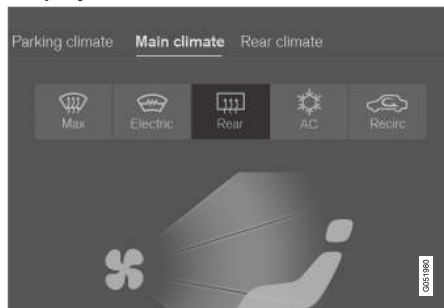 Parking climate Main climate Rear climate
Max Electric Rear AC Recirc
G051980